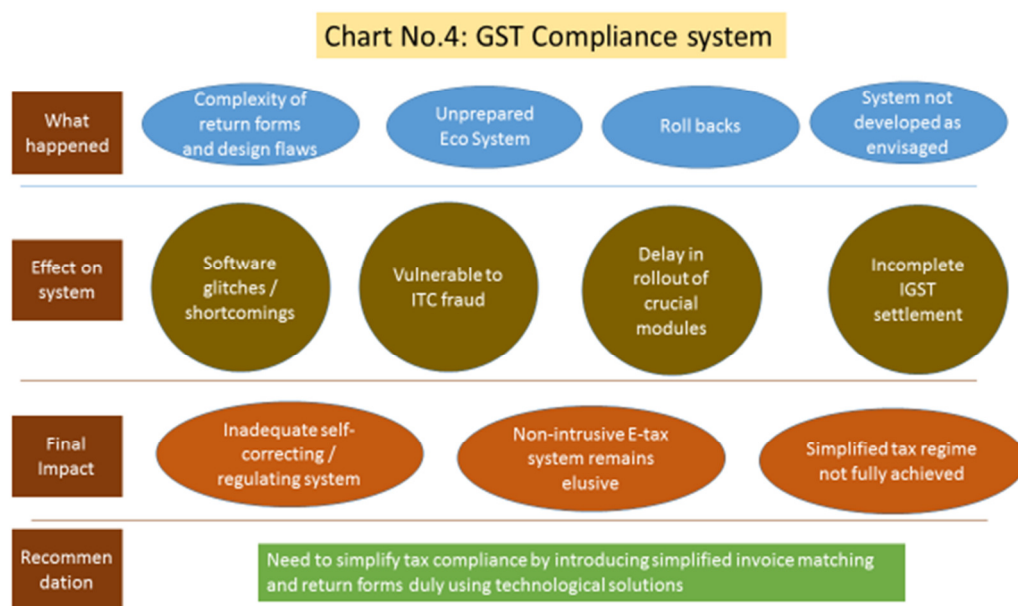 Chart No.4: GST Compliance system
What
happened
Complexity of
return forms
and design flaws
Unprepared
Eco System
Roll backs
System not
developed as
envisaged
Effect on
system
Software
glitches /
shortcomings
Vulnerable to
ITC fraud
Delay in
rollout of
crucial
modules
Incomplete
IGST
settlement
Final
Impact
Inadequate self-
correcting /
regulating system
Non-intrusive E-tax
system remains
elusive
Simplified tax regime
not fully achieved
Recommen
dation
Need to simplify tax compliance by introducing simplified invoice matching
and return forms duly using technological solutions